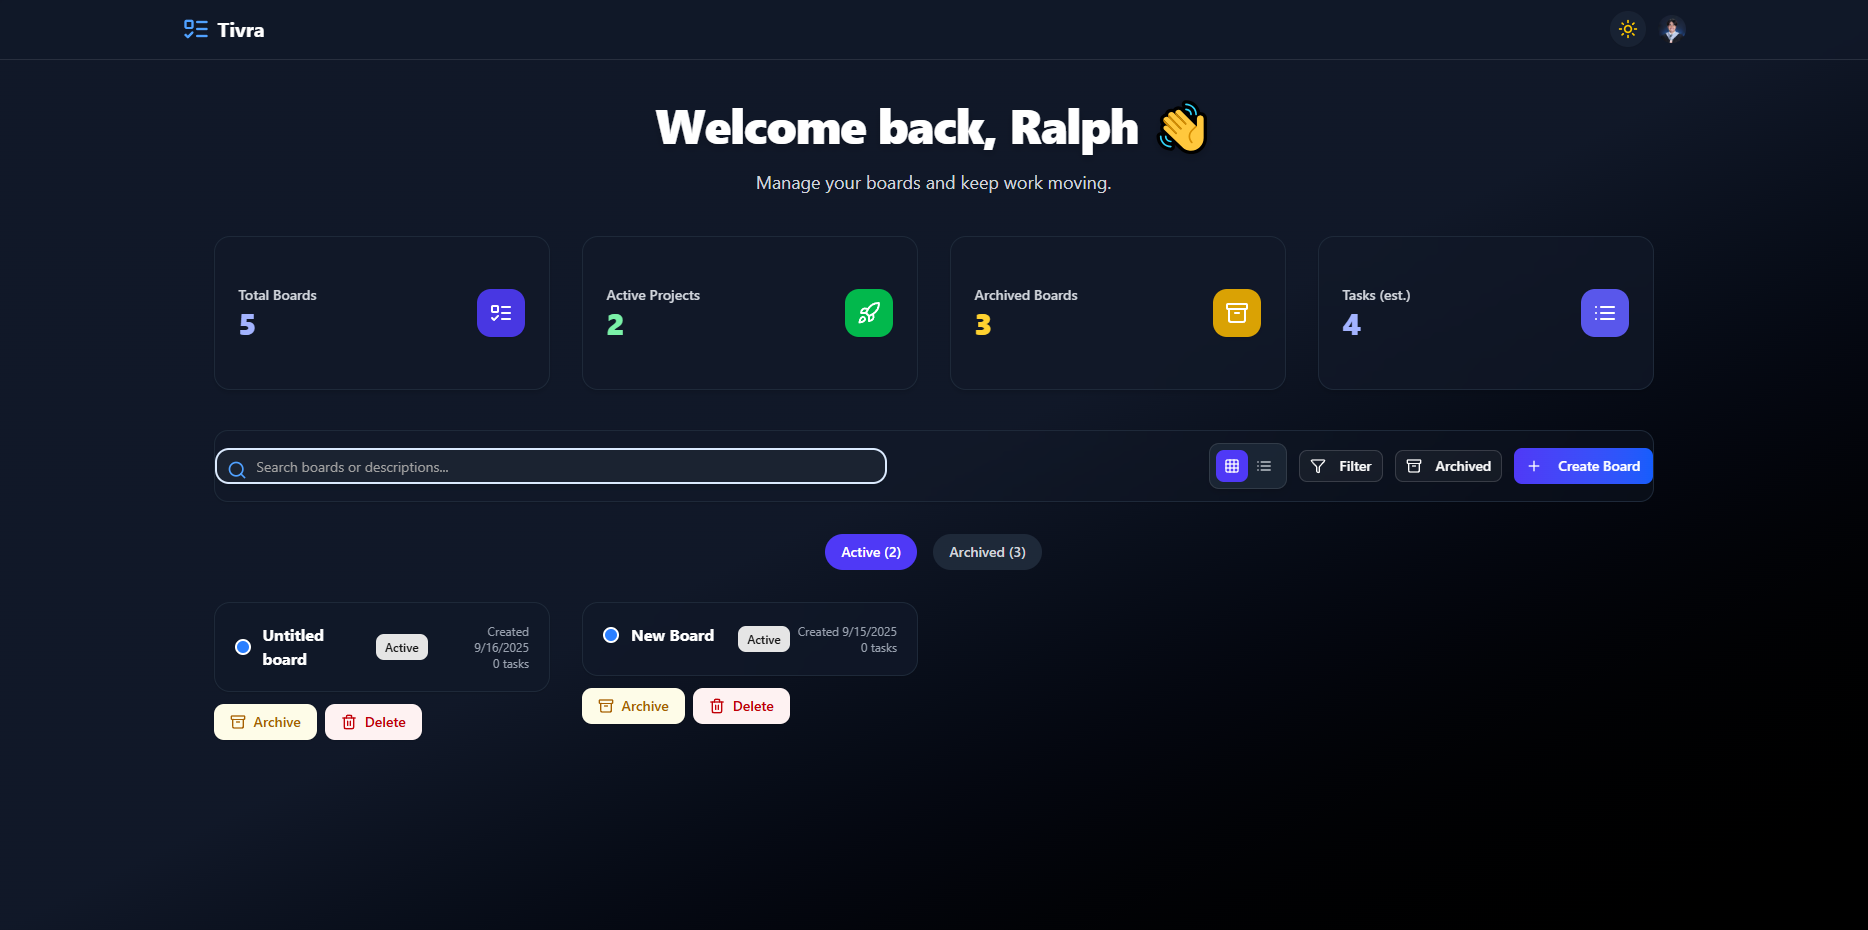 Tivra
Welcome back, Ralph 👋
Manage your boards and keep work moving.
Total Boards
5
Active Projects
2
Archived Boards
3
Tasks (est.)
4
Search boards or descriptions...
Filter
Archived
Create Board
Active (2)
Archived (3)
Untitled
board
Active
Created
9/16/2025
0 tasks
Archive
Delete
New Board
Active
Created 9/15/2025
0 tasks
Archive
Delete